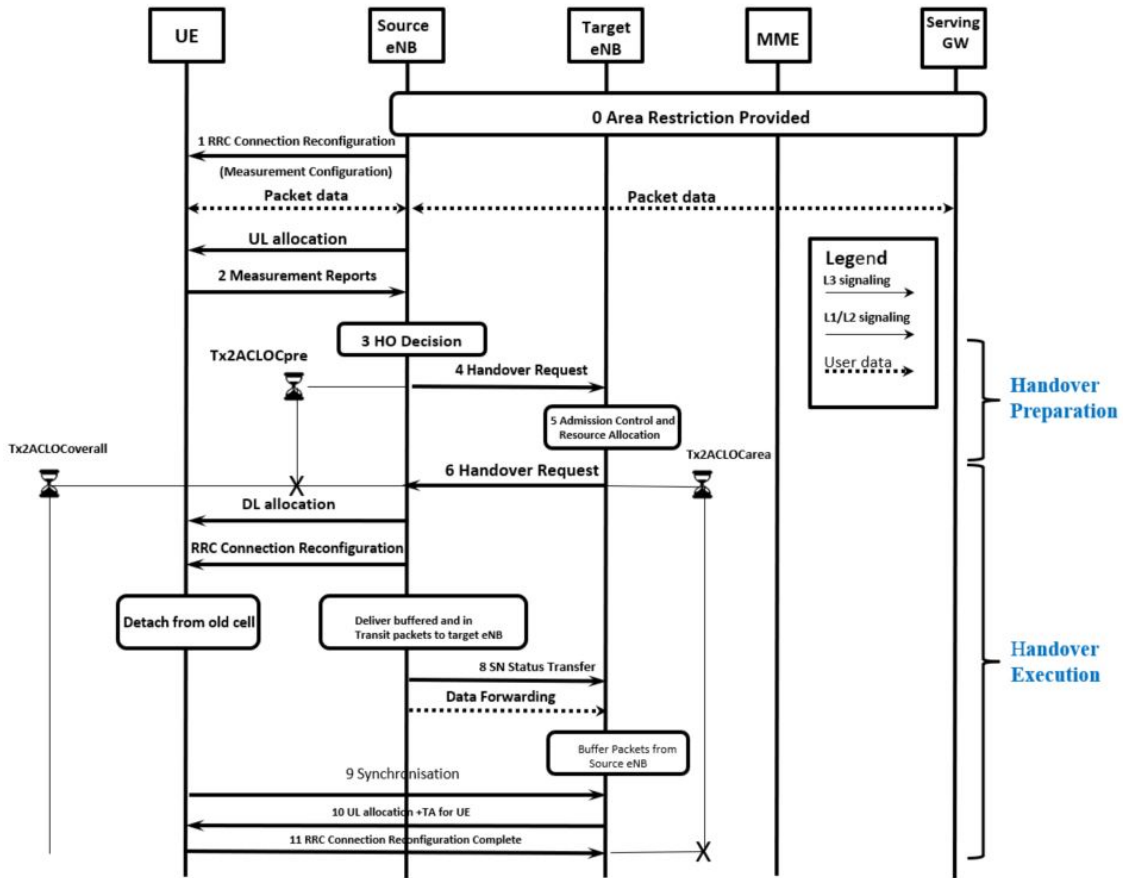 UE
Source
eNB
Target
eNB
MME
Serving
GW
0 Area Restriction Provided
1 RRC Connection Reconfiguration
(Measurement Configuration)
Packet data
Packet data
UL allocation
2 Measurement Reports
Legend
L3 signaling
L1/L2 signaling
User data
3 HO Decision
Tx2ACLOCpre
4 Handover Request
5 Admission Control and
Resource Allocation
Handover
Preparation
Tx2ACLOCoverall
6 Handover Request
Tx2ACLOCarea
X
DL allocation
RRC Connection Reconfiguration
Detach from old cell
Deliver buffered and in
Transit packets to target eNB
8 SN Status Transfer
Data Forwarding
Handover
Execution
Buffer Packets from
Source eNB
9 Synchronisation
10 UL allocation +TA for UE
11 RRC Connection Reconfiguration Complete
X